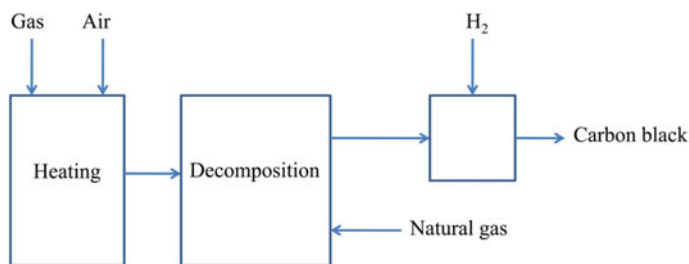 Gas
Air
H₂
Heating
Decomposition
Carbon black
Natural gas